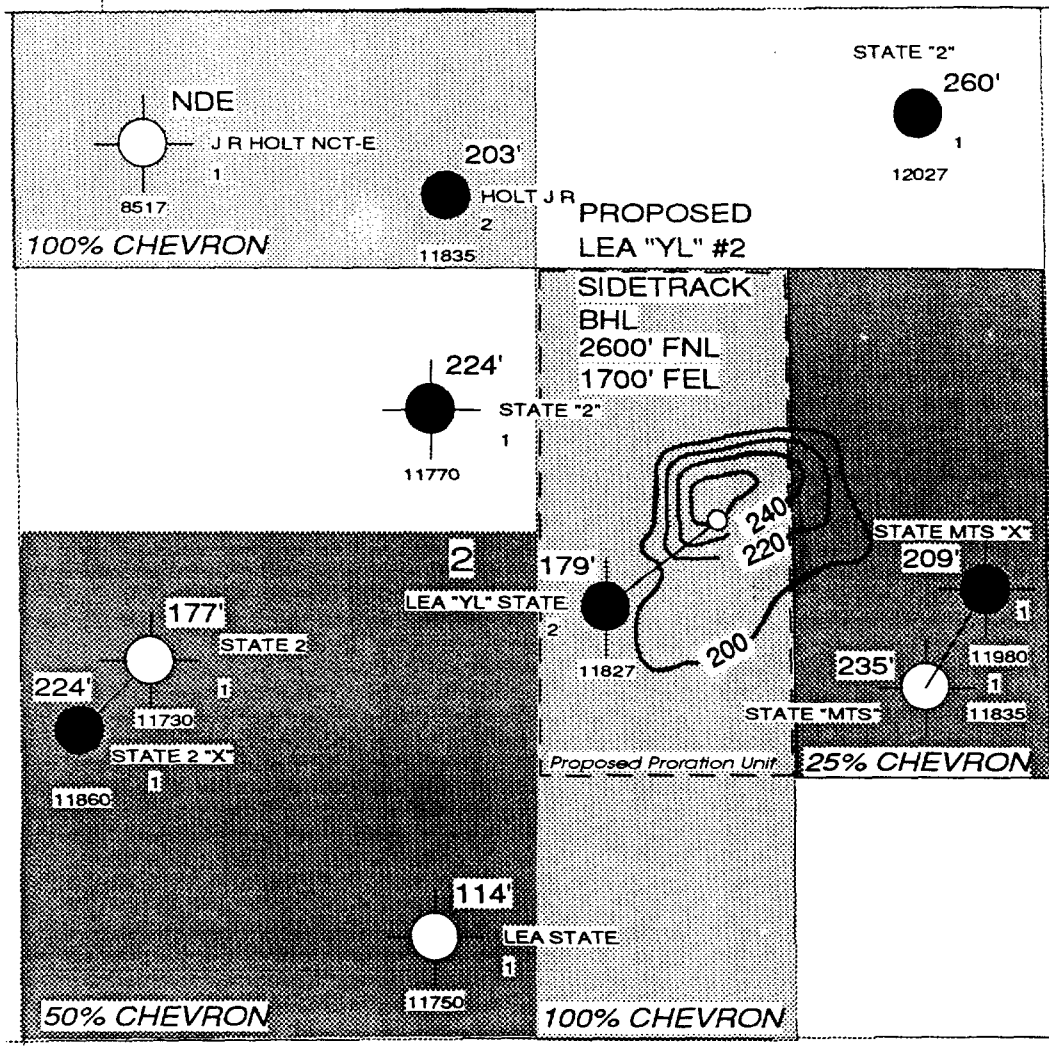 STATE "2"
260'
1
12027
NDE
J R HOLT NCT-E
1
8517
203'
HOLT J R
2
11835
100% CHEVRON
PROPOSED
LEA "YL" #2
SIDETRACK
BHL
2600' FNL
1700' FEL
224'
STATE "2"
1
11770
240
220
200
2
179'
LEA "YL" STATE
2
11827
STATE MTS "X"
209'
1
11980
235'
1
STATE "MTS"
11835
177'
STATE 2
1
11730
224'
STATE 2 "X"
1
11860
Proposed Proration Unit
25% CHEVRON
114'
LEA STATE
1
11750
50% CHEVRON
100% CHEVRON